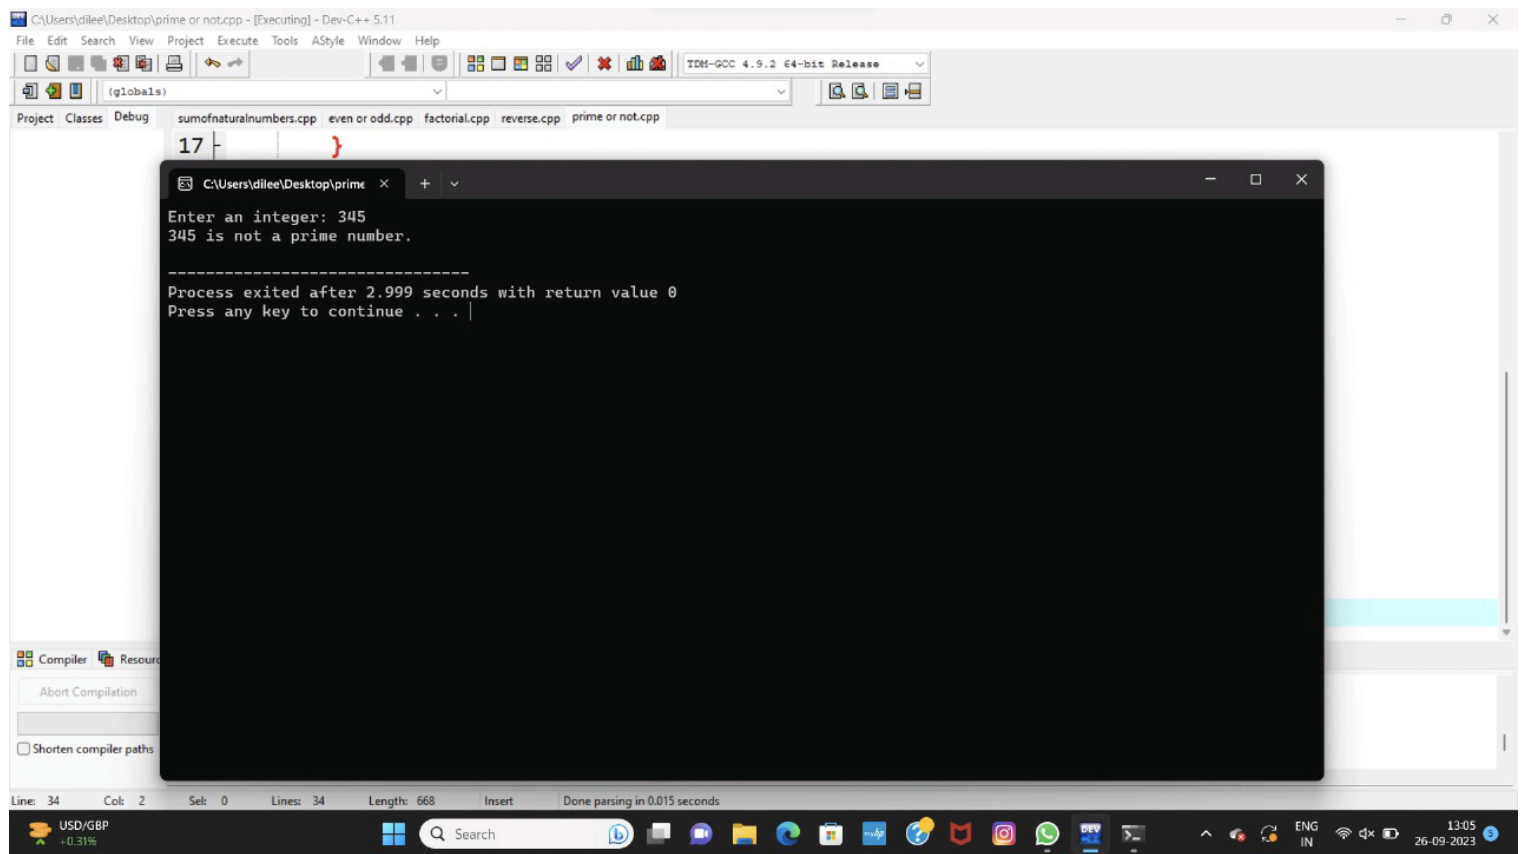 C:\Users\dilee\Desktop\prime or not.cpp - [Executing] - Dev-C++ 5.11
File Edit Search View Project Execute Tools AStyle Window Help
TDM-GCC 4.9.2 64-bit Release
(globals)
Project Classes Debug sumofnaturalnumbers.cpp even or odd.cpp factorial.cpp reverse.cpp prime or not.cpp
17 }
C:\Users\dilee\Desktop\prime
Enter an integer: 345
345 is not a prime number.
--------------------------------
Process exited after 2.999 seconds with return value 0
Press any key to continue . . .
Compiler Resourc
Abort Compilation
Shorten compiler paths
Line: 34 Col: 2 Sel: 0 Lines: 34 Length: 668 Insert Done parsing in 0.015 seconds
USD/GBP
+0.31%
Search
DEV
ENG
IN
13:05
26-09-2023
5